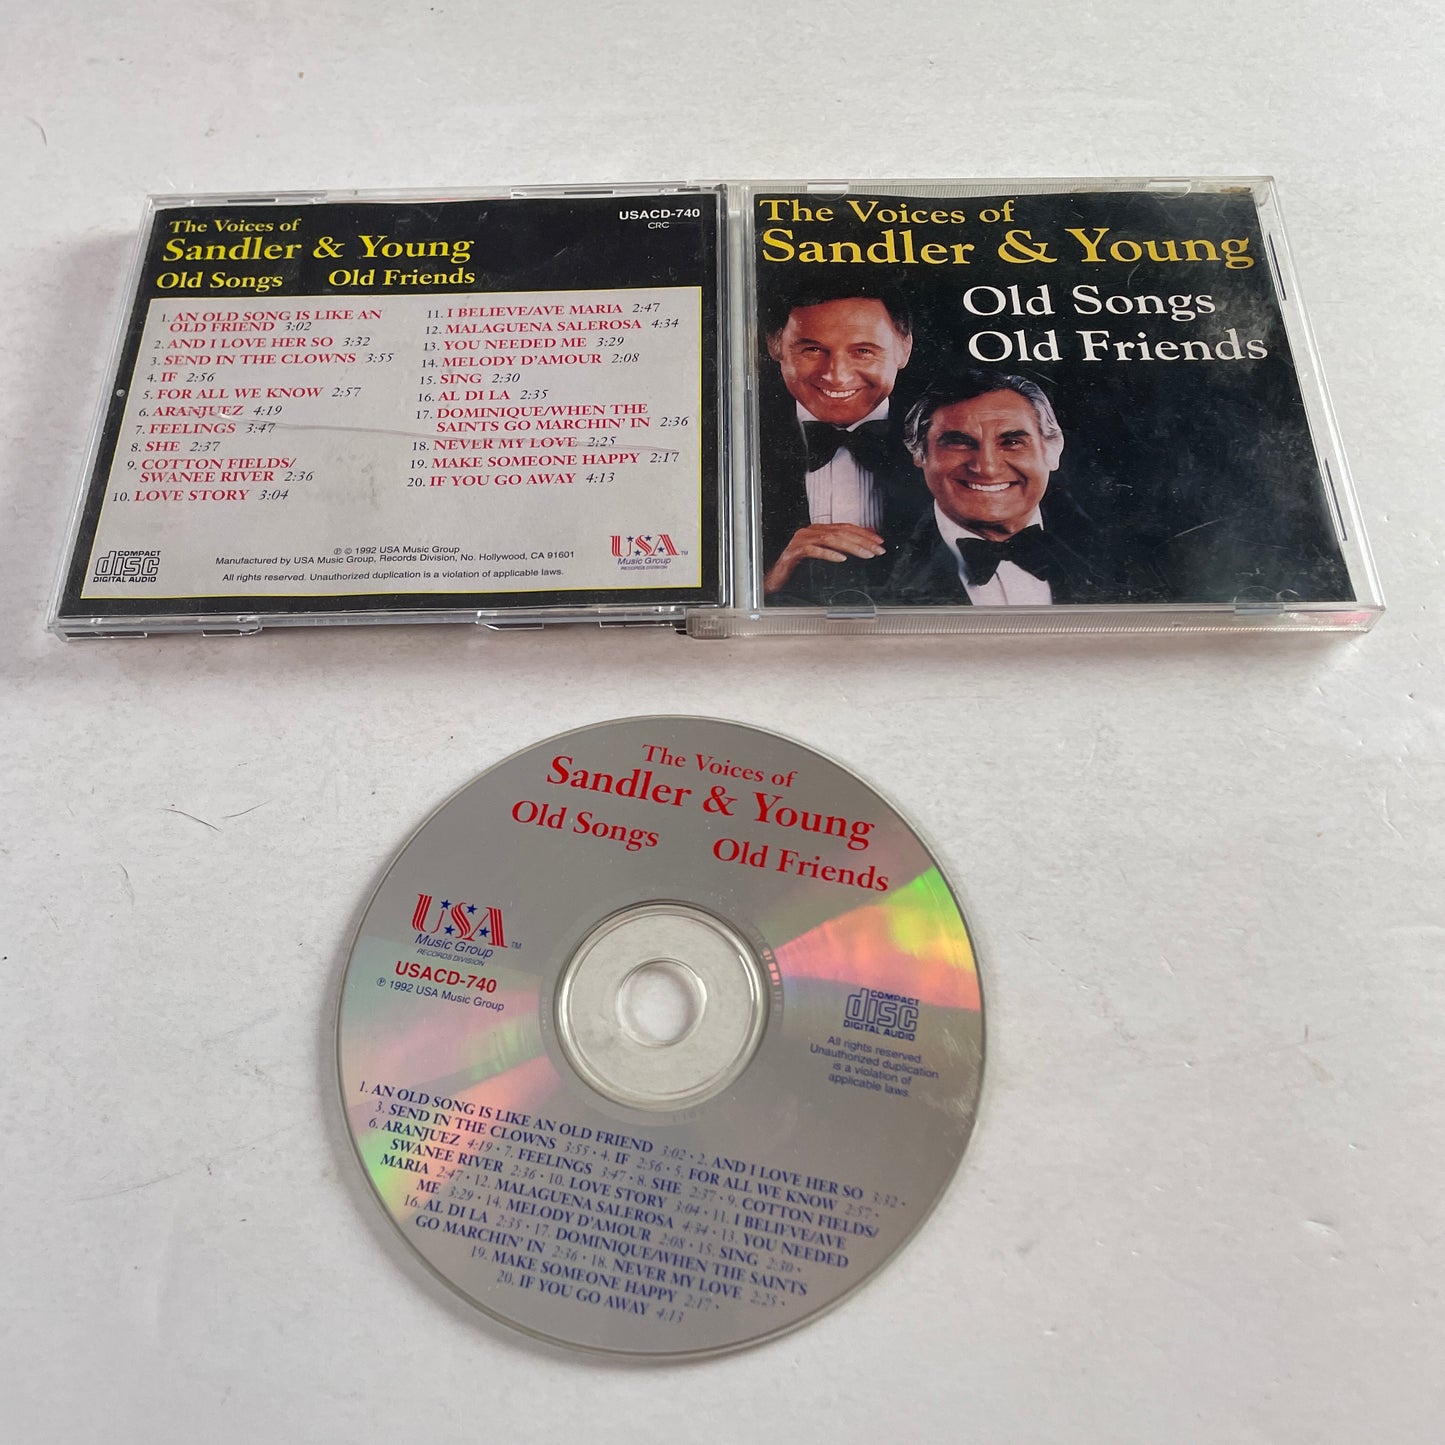 The Voices of
Sandler & Young
Old Songs Old Friends
USACD-740
CRC
1. AN OLD SONG IS LIKE AN
OLD FRIEND 3:02
2. AND I LOVE HER SO 3:32
3. SEND IN THE CLOWNS 3:55
4. IF 2:56
5. FOR ALL WE KNOW 2:57
6. ARANJUEZ 4:19
7. FEELINGS 3:47
8. SHE 2:37
9. COTTON FIELDS/
SWANEE RIVER 2:36
10. LOVE STORY 3:04
11. I BELIEVE/AVE MARIA 2:47
12. MALAGUENA SALEROSA 4:34
13. YOU NEEDED ME 3:29
14. MELODY D'AMOUR 2:08
15. SING 2:30
16. AL DI LA 2:35
17. DOMINIQUE/WHEN THE
SAINTS GO MARCHIN' IN 2:36
18. NEVER MY LOVE 2:25
19. MAKE SOMEONE HAPPY 2:17
20. IF YOU GO AWAY 4:13
COMPACT
disc
DIGITAL AUDIO
℗ © 1992 USA Music Group
Manufactured by USA Music Group, Records Division, No. Hollywood, CA 91601
All rights reserved. Unauthorized duplication is a violation of applicable laws.
USA™
Music Group
RECORDS DIVISION
The Voices of
Sandler & Young
Old Songs
Old Friends
The Voices of
Sandler & Young
Old Songs Old Friends
USA™
Music Group
RECORDS DIVISION
USACD-740
℗ 1992 USA Music Group
COMPACT
disc
DIGITAL AUDIO
All rights reserved.
Unauthorized duplication
is a violation of
applicable laws.
1. AN OLD SONG IS LIKE AN OLD FRIEND 3:02 • 2. AND I LOVE HER SO 3:32 •
3. SEND IN THE CLOWNS 3:55 • 4. IF 2:56 • 5. FOR ALL WE KNOW 2:57 •
6. ARANJUEZ 4:19 • 7. FEELINGS 3:47 • 8. SHE 2:37 • 9. COTTON FIELDS/
SWANEE RIVER 2:36 • 10. LOVE STORY 3:04 • 11. I BELIEVE/AVE
MARIA 2:47 • 12. MALAGUENA SALEROSA 4:34 • 13. YOU NEEDED
ME 3:29 • 14. MELODY D'AMOUR 2:08 • 15. SING 2:30 •
16. AL DI LA 2:35 • 17. DOMINIQUE/WHEN THE SAINTS
GO MARCHIN' IN 2:36 • 18. NEVER MY LOVE 2:25 •
19. MAKE SOMEONE HAPPY 2:17 •
20. IF YOU GO AWAY 4:13